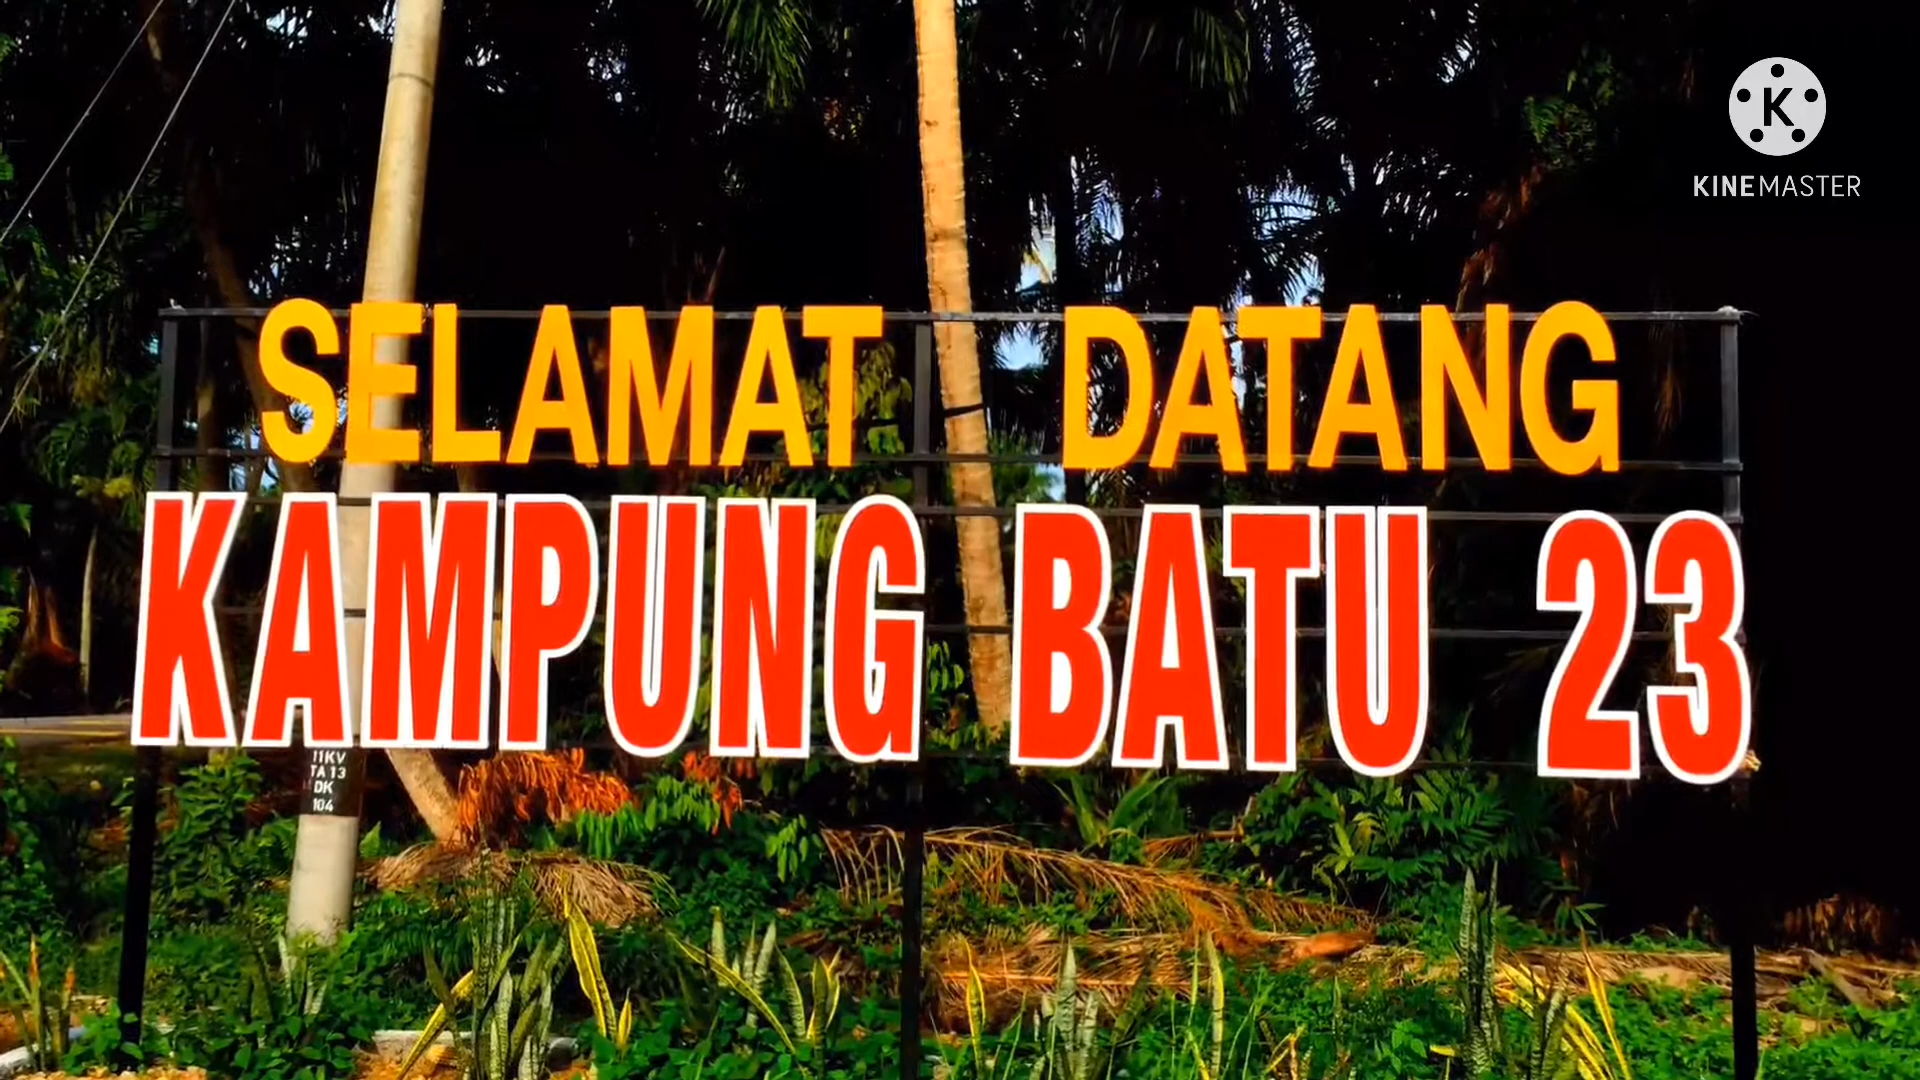 KINEMASTER
SELAMAT DATANG
KAMPUNG BATU 23
11KV
TA 13
DK
104